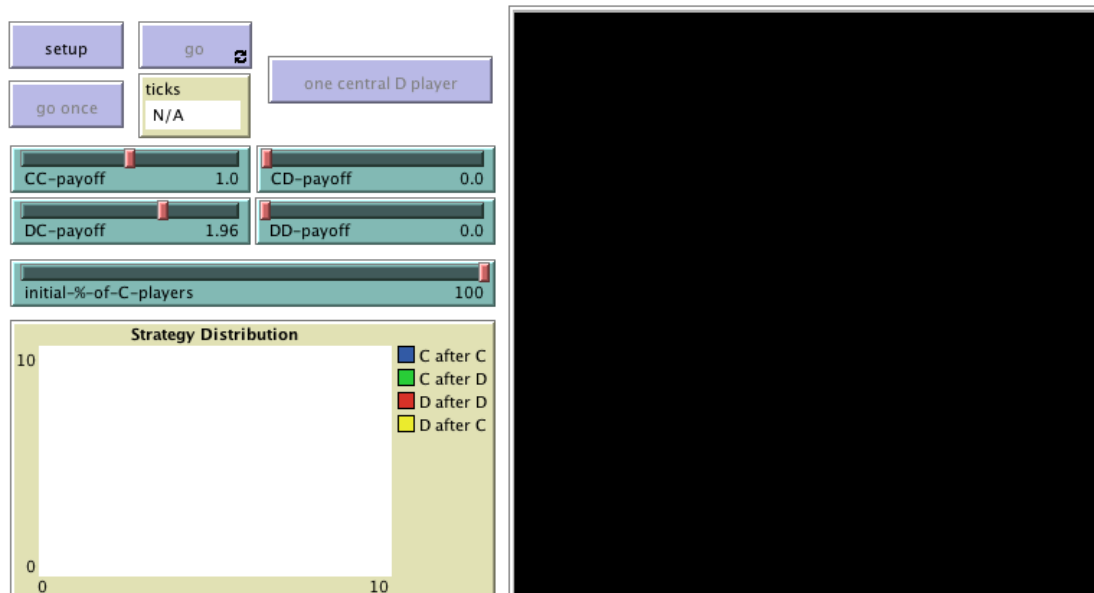 setup
go
one central D player
go once
ticks
N/A
CC-payoff 1.0
CD-payoff 0.0
DC-payoff 1.96
DD-payoff 0.0
initial-%-of-C-players 100
Strategy Distribution
10
0
0 10
C after C
C after D
D after D
D after C